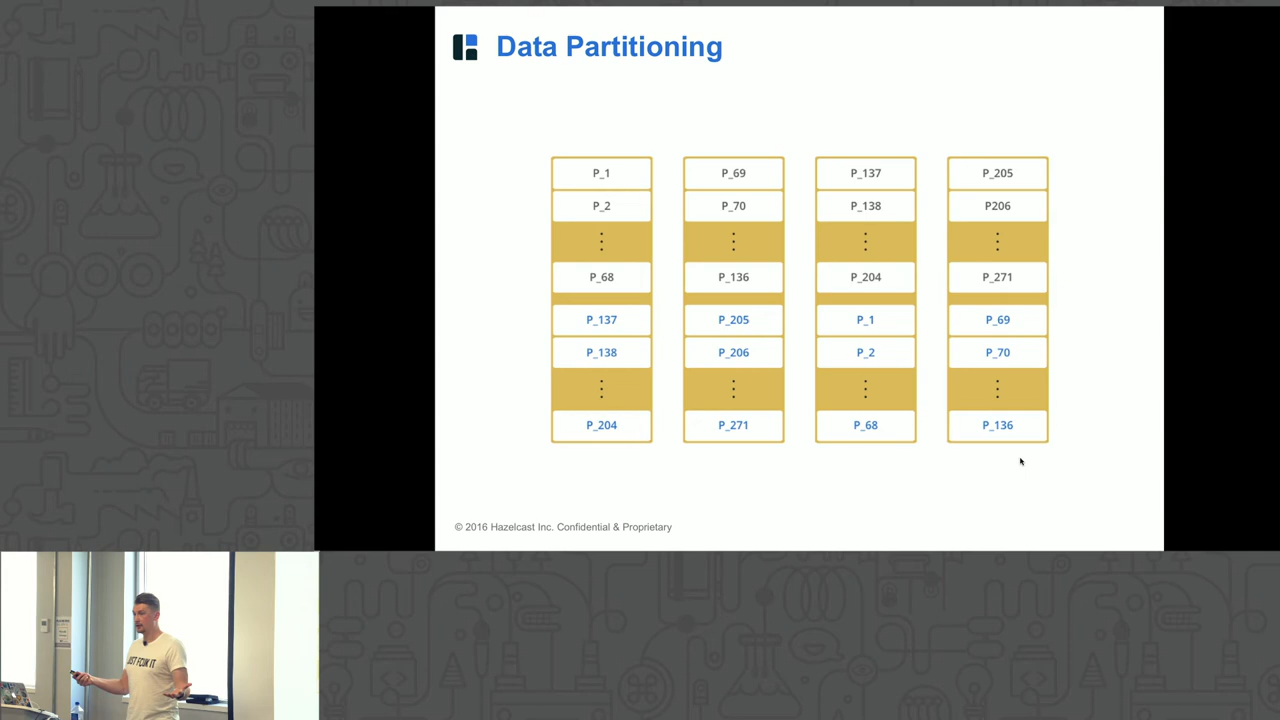 Data Partitioning
P_1
P_2
P_68
P_137
P_138
P_204
P_69
P_70
P_136
P_205
P_206
P_271
P_137
P_138
P_204
P_1
P_2
P_68
P_205
P206
P_271
P_69
P_70
P_136
© 2016 Hazelcast Inc. Confidential & Proprietary